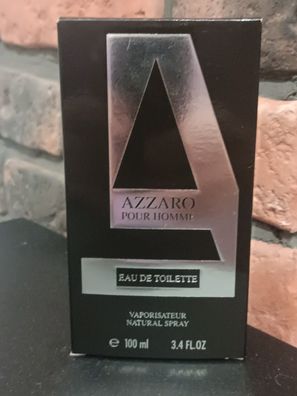 AZZARO
POUR HOMME
EAU DE TOILETTE
VAPORISATEUR
NATURAL SPRAY
℮ 100 ml 3.4 FL.OZ